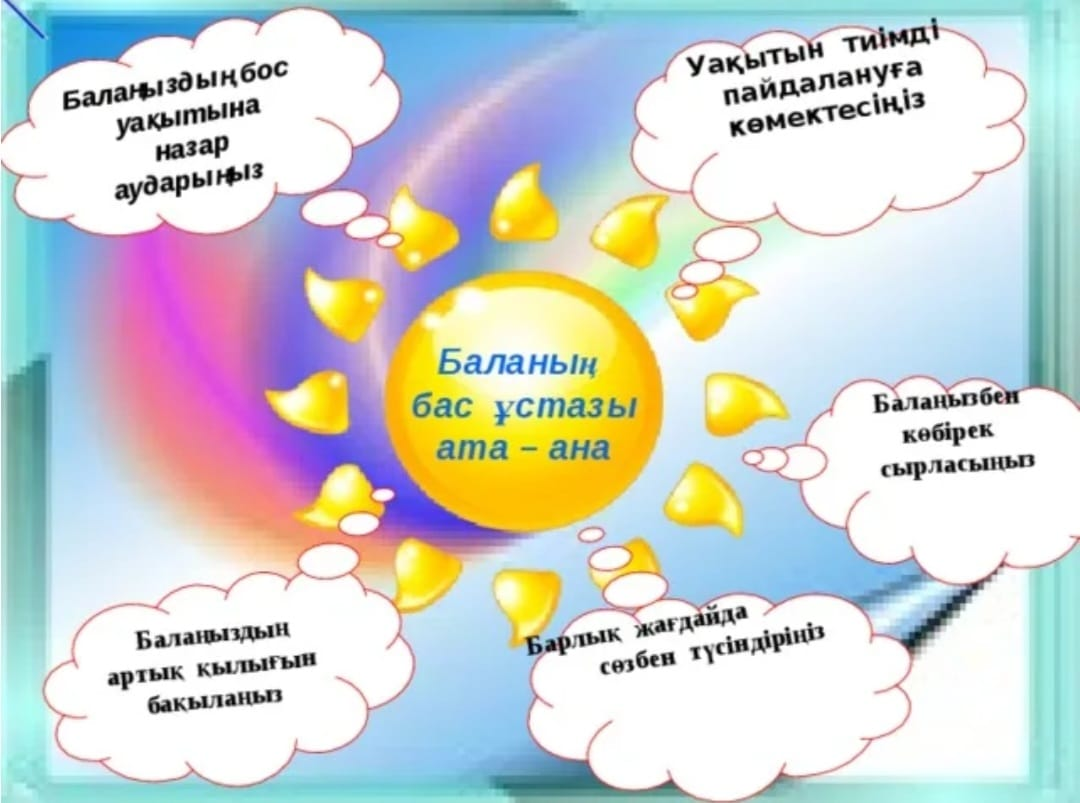 Балаңыздың бос
уақытына
назар
аударыңыз
Уақытын тиімді
пайдалануға
көмектесіңіз
Баланың
бас ұстазы
ата – ана
Балаңызбен
көбірек
сырласыңыз
Балаңыздың
артық қылығын
бақылаңыз
Барлық жағдайда
сөзбен түсіндіріңіз